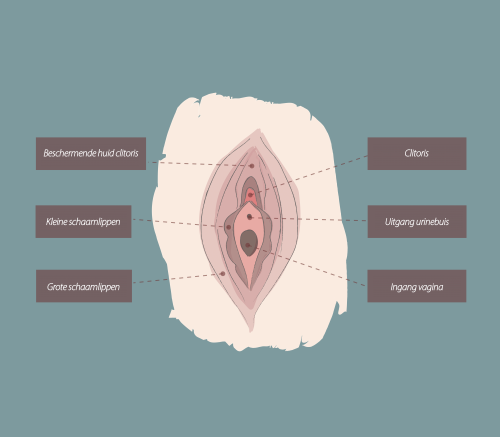 Beschermende huid clitoris
Clitoris
Kleine schaamlippen
Uitgang urinebuis
Grote schaamlippen
Ingang vagina